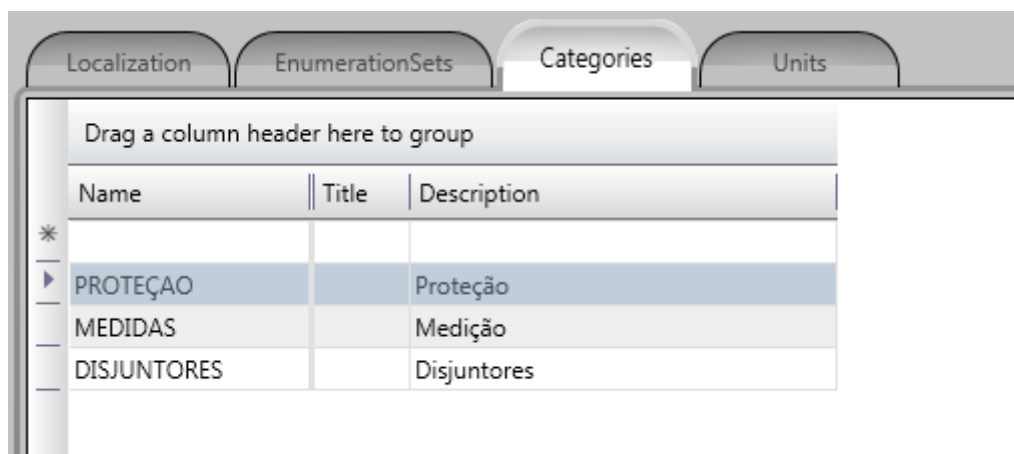 Localization EnumerationSets Categories Units
Drag a column header here to group
Name Title Description
PROTEÇAO Proteção
MEDIDAS Medição
DISJUNTORES Disjuntores